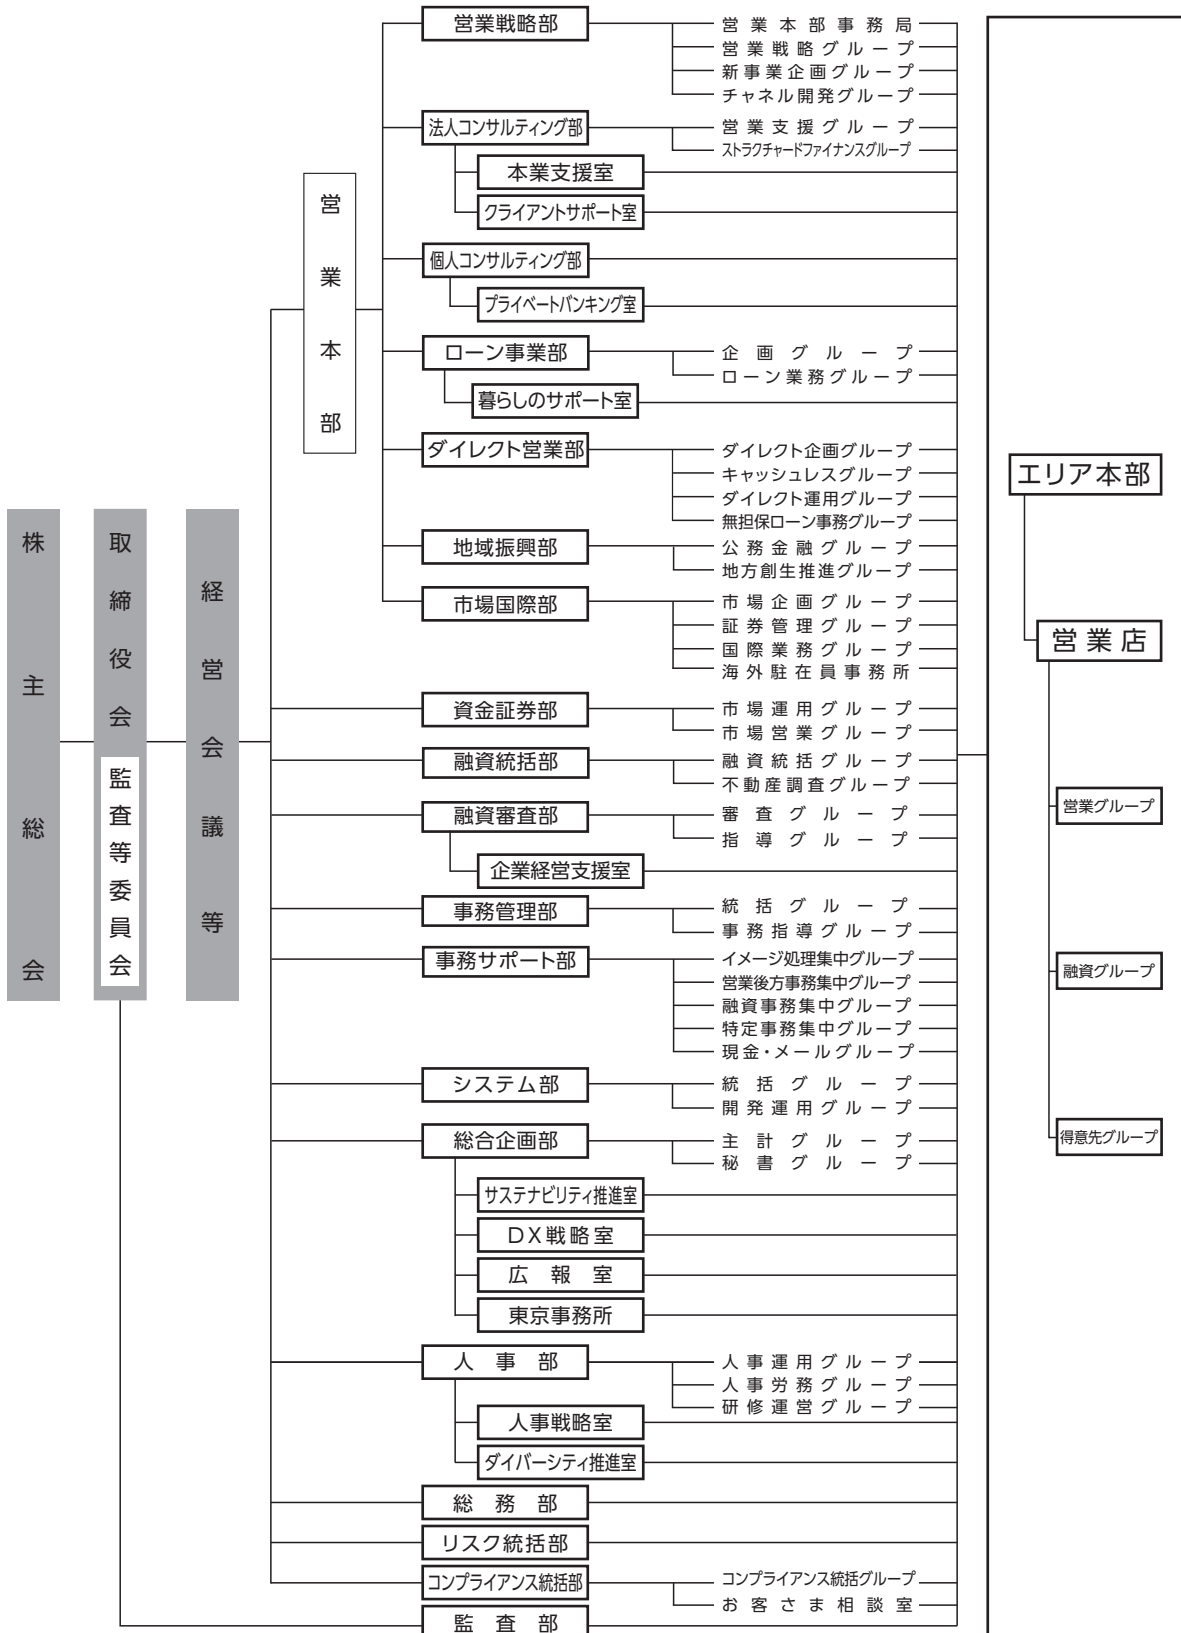 株主総会
取締役会
監査等委員会
経営会議等
営業本部
営業戦略部
営業本部事務局
営業戦略グループ
新事業企画グループ
チャネル開発グループ
法人コンサルティング部
営業支援グループ
ストラクチャードファイナンスグループ
本業支援室
クライアントサポート室
個人コンサルティング部
プライベートバンキング室
ローン事業部
企画グループ
ローン業務グループ
暮らしのサポート室
ダイレクト営業部
ダイレクト企画グループ
キャッシュレスグループ
ダイレクト運用グループ
無担保ローン事務グループ
地域振興部
公務金融グループ
地方創生推進グループ
市場国際部
市場企画グループ
証券管理グループ
国際業務グループ
海外駐在員事務所
資金証券部
市場運用グループ
市場営業グループ
融資統括部
融資統括グループ
不動産調査グループ
融資審査部
審査グループ
指導グループ
企業経営支援室
事務管理部
統括グループ
事務指導グループ
事務サポート部
イメージ処理集中グループ
営業後方事務集中グループ
融資事務集中グループ
特定事務集中グループ
現金・メールグループ
システム部
統括グループ
開発運用グループ
総合企画部
主計グループ
秘書グループ
サステナビリティ推進室
DX戦略室
広報室
東京事務所
人事部
人事運用グループ
人事労務グループ
研修運営グループ
人事戦略室
ダイバーシティ推進室
総務部
リスク統括部
コンプライアンス統括部
コンプライアンス統括グループ
お客さま相談室
監査部
エリア本部
営業店
営業グループ
融資グループ
得意先グループ